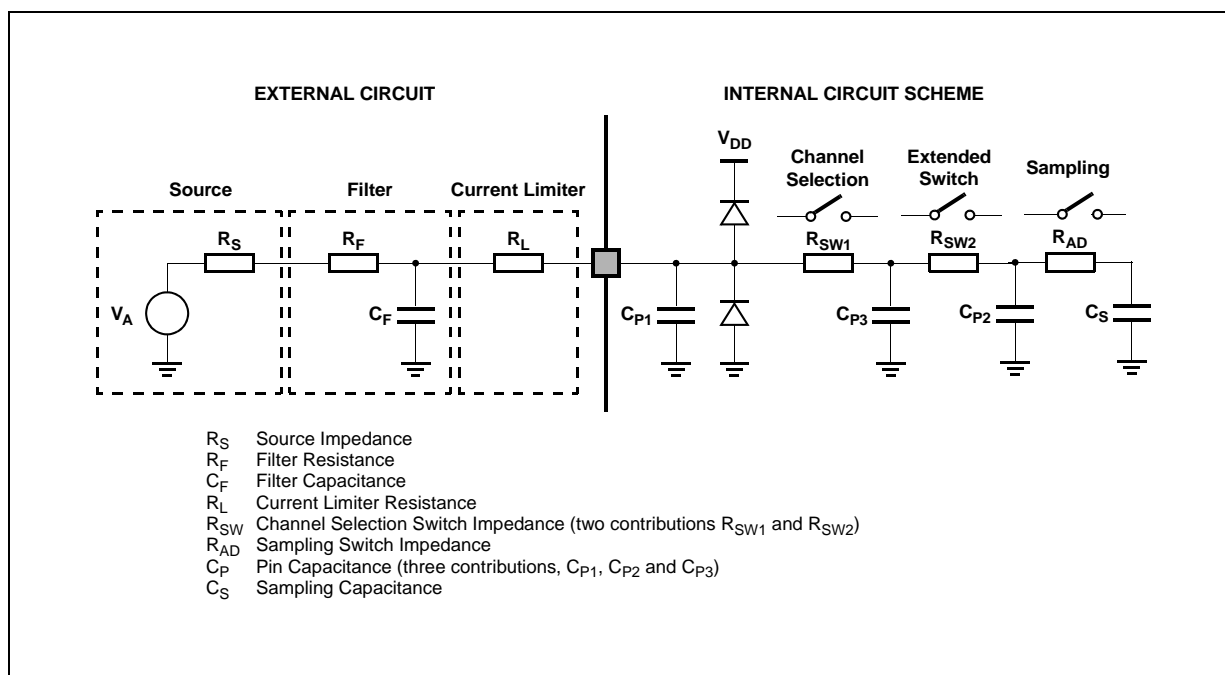 EXTERNAL CIRCUIT
INTERNAL CIRCUIT SCHEME
VDD
Channel
Selection
Extended
Switch
Sampling
Source
Filter
Current Limiter
RS
RF
RL
RSW1
RSW2
RAD
VA
CF
CP1
CP3
CP2
CS
RS Source Impedance
RF Filter Resistance
CF Filter Capacitance
RL Current Limiter Resistance
RSW Channel Selection Switch Impedance (two contributions RSW1 and RSW2)
RAD Sampling Switch Impedance
CP Pin Capacitance (three contributions, CP1, CP2 and CP3)
CS Sampling Capacitance